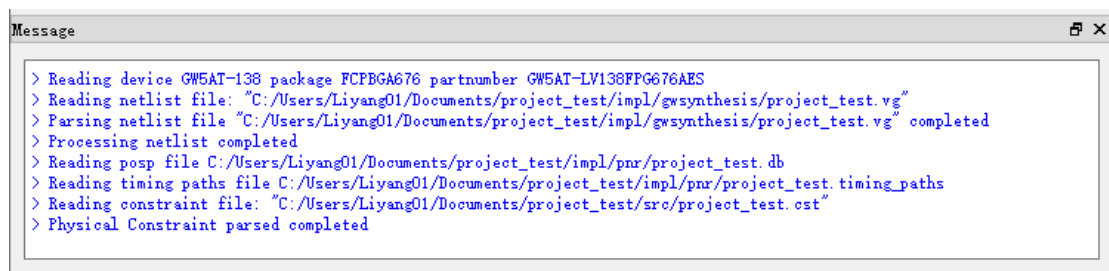 Message
> Reading device GW5AT-138 package FCPBGA676 partnumber GW5AT-LV138FPG676AES
> Reading netlist file: "C:/Users/Liyang01/Documents/project_test/impl/gwsynthesis/project_test.vg"
> Parsing netlist file "C:/Users/Liyang01/Documents/project_test/impl/gwsynthesis/project_test.vg" completed
> Processing netlist completed
> Reading posp file C:/Users/Liyang01/Documents/project_test/impl/pnr/project_test.db
> Reading timing paths file C:/Users/Liyang01/Documents/project_test/impl/pnr/project_test.timing_paths
> Reading constraint file: "C:/Users/Liyang01/Documents/project_test/src/project_test.cst"
> Physical Constraint parsed completed